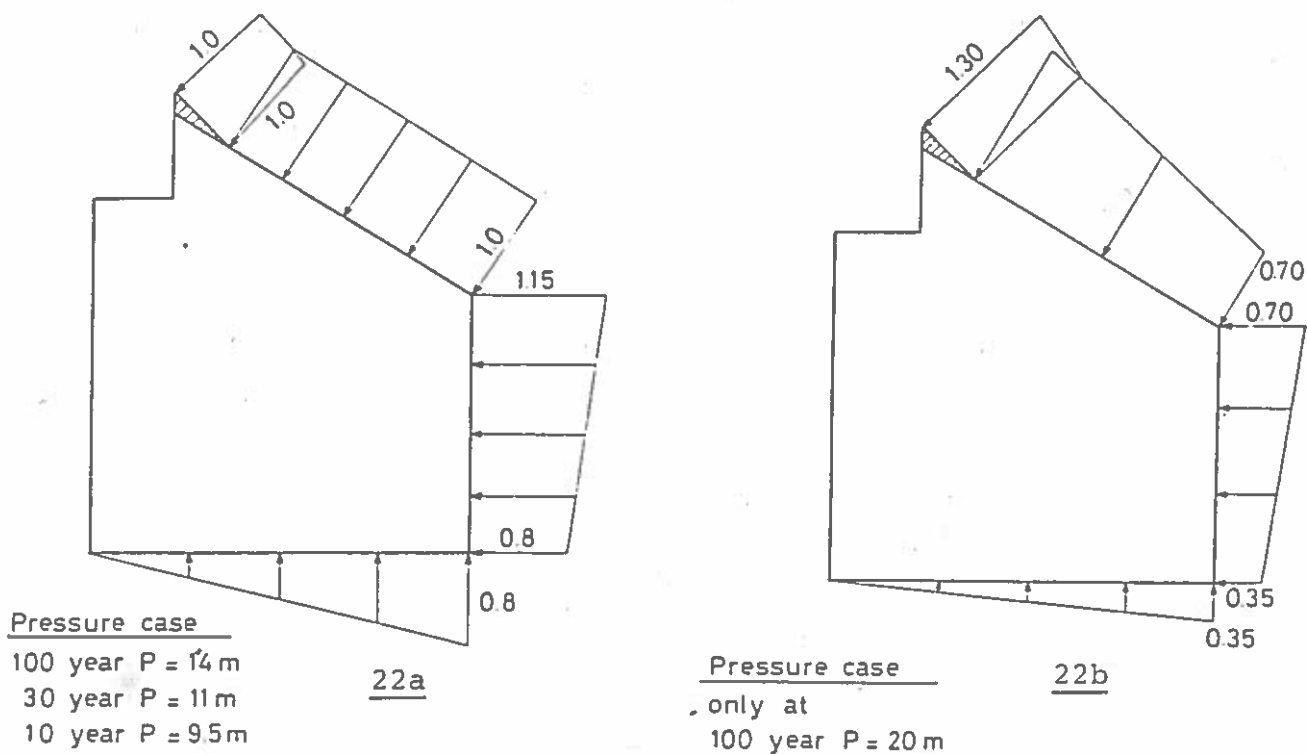 1.0
1.0
1.0
1.15
0.8
0.8
Pressure case
100 year P = 14 m
30 year P = 11 m
10 year P = 9.5 m
22a
1.30
0.70
0.70
0.35
0.35
Pressure case
only at
100 year P = 20 m
22b